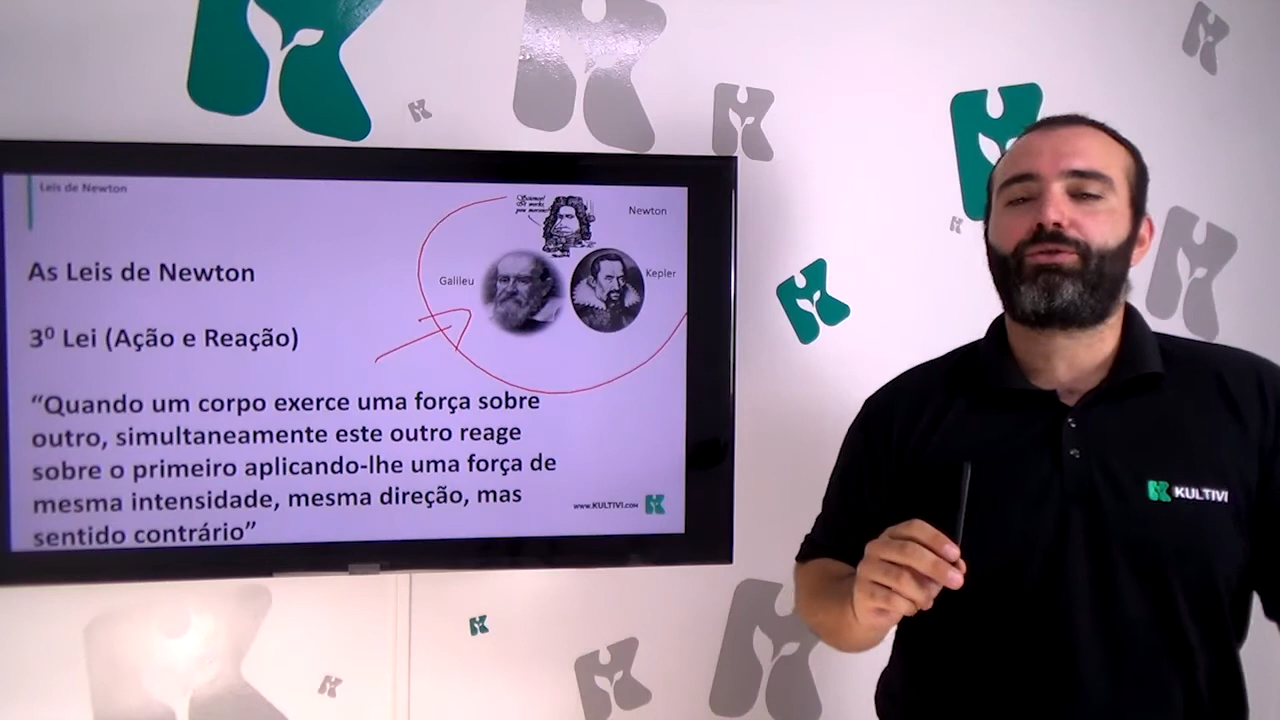 Leis de Newton
Newton
Galileu
Kepler
As Leis de Newton
3º Lei (Ação e Reação)
“Quando um corpo exerce uma força sobre
outro, simultaneamente este outro reage
sobre o primeiro aplicando-lhe uma força de
mesma intensidade, mesma direção, mas
sentido contrário”
www.KULTIVI.com
KULTIVI